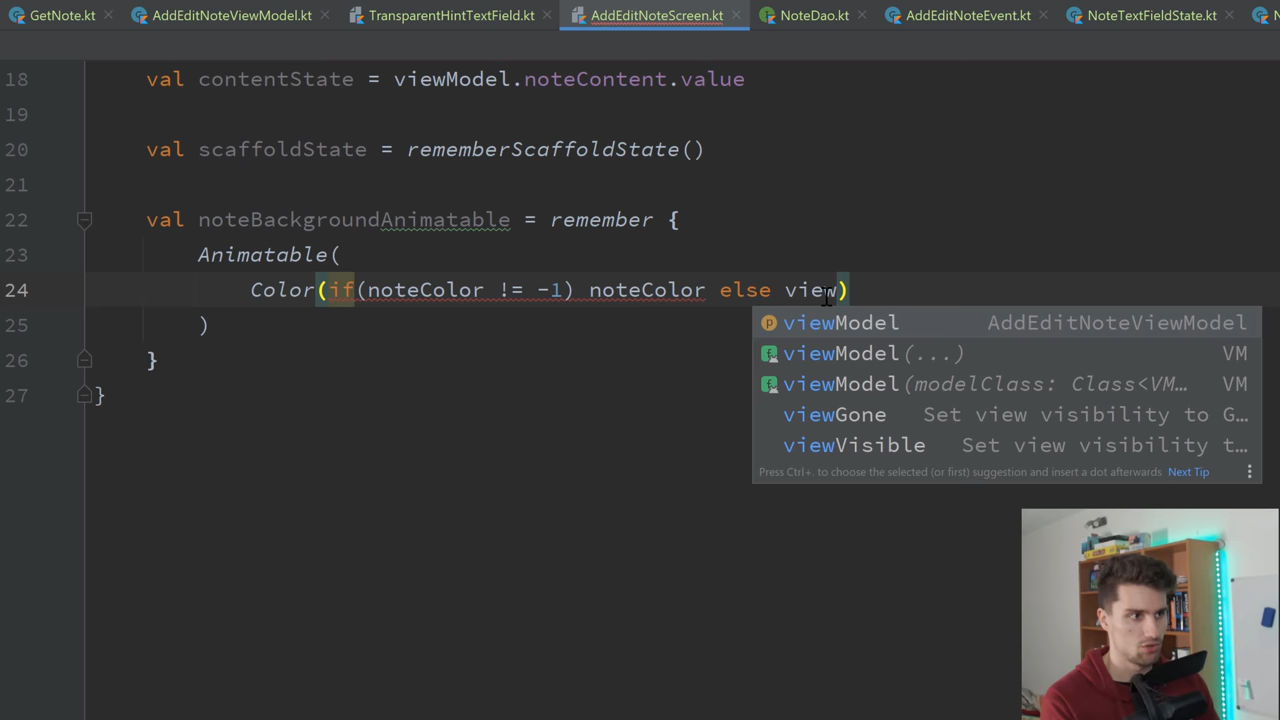 GetNote.kt AddEditNoteViewModel.kt TransparentHintTextField.kt AddEditNoteScreen.kt NoteDao.kt AddEditNoteEvent.kt NoteTextFieldState.kt
18 val contentState = viewModel.noteContent.value
19
20 val scaffoldState = rememberScaffoldState()
21
22 val noteBackgroundAnimatable = remember {
23 Animatable(
24 Color(if(noteColor != -1) noteColor else view)
25 )
26 }
27 }
viewModel AddEditNoteViewModel
viewModel(...) VM
viewModel(modelClass: Class<VM… VM
viewGone Set view visibility to G…
viewVisible Set view visibility t…
Press Ctrl+. to choose the selected (or first) suggestion and insert a dot afterwards Next Tip